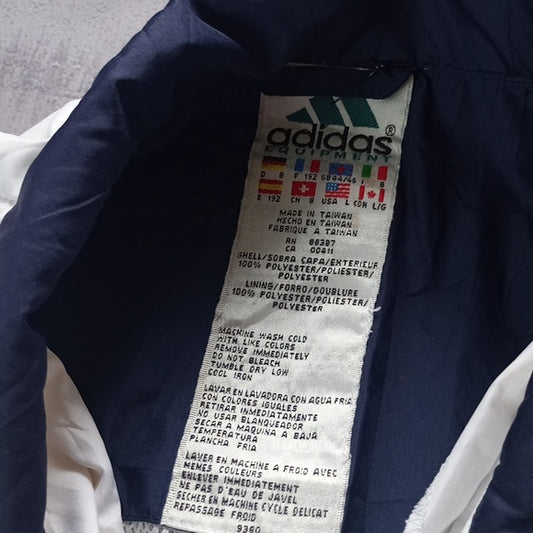 adidas®
EQUIPMENT
D 8 F 192 GB 44/46 I 8
E 192 CH 8 USA L CDN L/G
MADE IN TAIWAN
HECHO EN TAIWAN
FABRIQUE A TAIWAN
RN 88387
CA 00411
SHELL/SOBRA CAPA/EXTERIEUR
100% POLYESTER/POLIESTER/
POLYESTER
LINING/FORRO/DOUBLURE
100% POLYESTER/POLIESTER/
POLYESTER
MACHINE WASH COLD
WITH LIKE COLORS
REMOVE IMMEDIATELY
DO NOT BLEACH
TUMBLE DRY LOW
COOL IRON
LAVAR EN LAVADORA CON AGUA FRIA
CON COLORES IGUALES
RETIRAR INMEDIATAMENTE
NO USAR BLANQUEADOR
SECAR A MAQUINA A BAJA
TEMPERATURA
PLANCHA FRIA
LAVER EN MACHINE A FROID AVEC
MEMES COULEURS
ENLEVER IMMEDIATEMENT
NE PAS D'EAU DE JAVEL
SECHER EN MACHINE CYCLE DELICAT
REPASSAGE FROID
9360